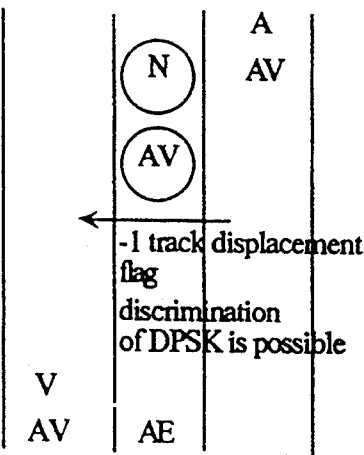 A
N
AV
AV
-1 track displacement
flag
discrimination
of DPSK is possible
V
AV AE